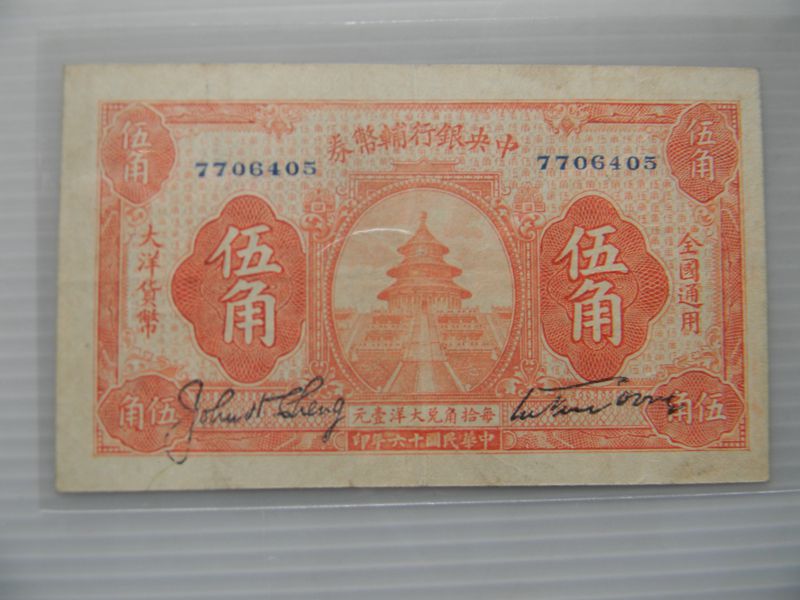 中央銀行輔幣券
伍角
伍角
7706405
7706405
全國通用
伍角
伍角
大洋貨幣
伍角
伍角
每拾角兌大洋壹元
中華民國十六年印